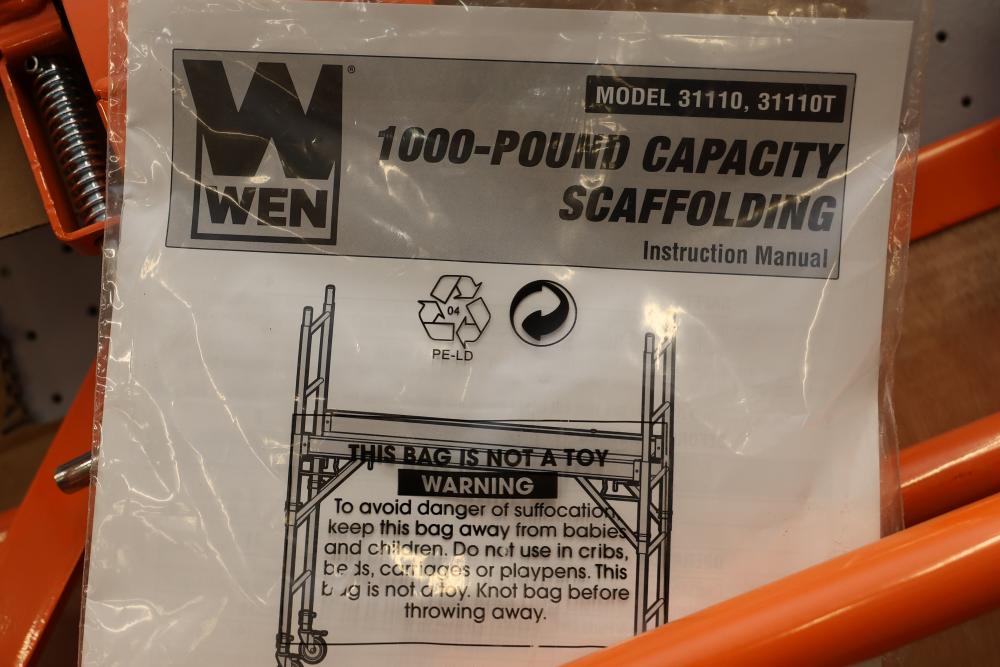 WEN
®
MODEL 31110, 31110T
1000-POUND CAPACITY
SCAFFOLDING
Instruction Manual
04
PE-LD
THIS BAG IS NOT A TOY
WARNING
To avoid danger of suffocation
keep this bag away from babies
and children. Do not use in cribs,
beds, carriages or playpens. This
bag is not a toy. Knot bag before
throwing away.